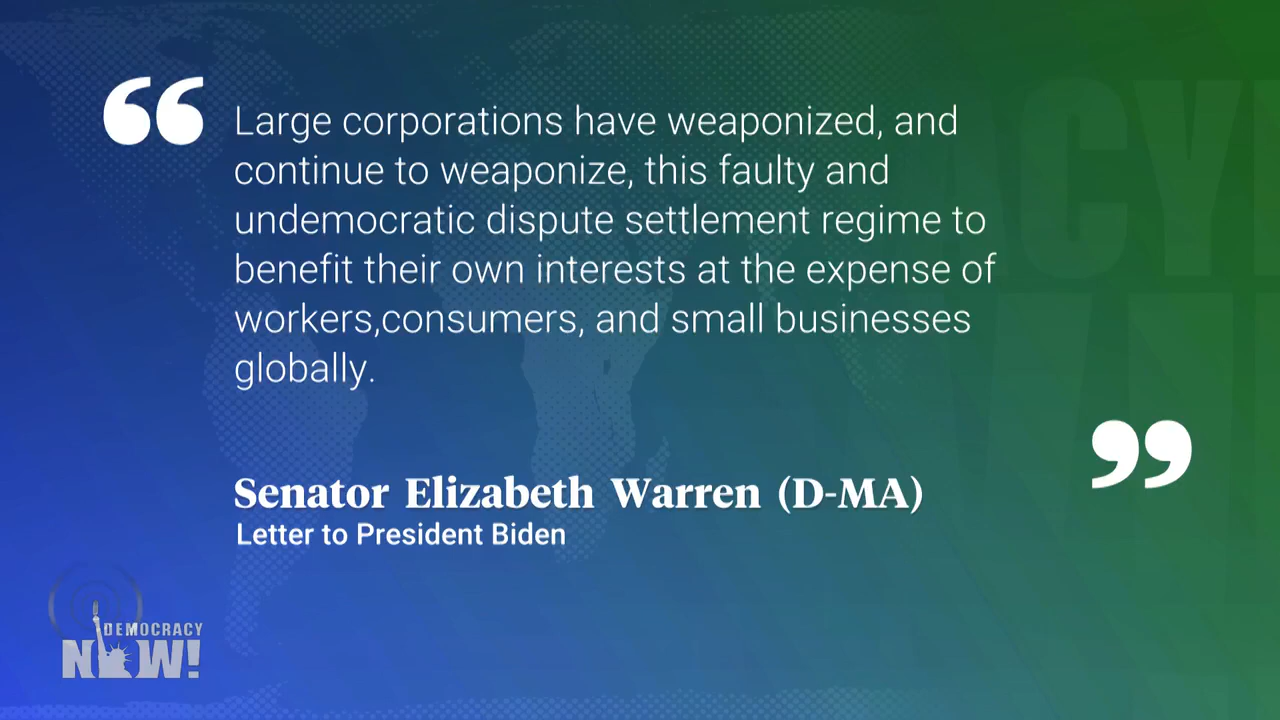 “
Large corporations have weaponized, and
continue to weaponize, this faulty and
undemocratic dispute settlement regime to
benefit their own interests at the expense of
workers,consumers, and small businesses
globally.
”
Senator Elizabeth Warren (D-MA)
Letter to President Biden
DEMOCRACY
NOW!